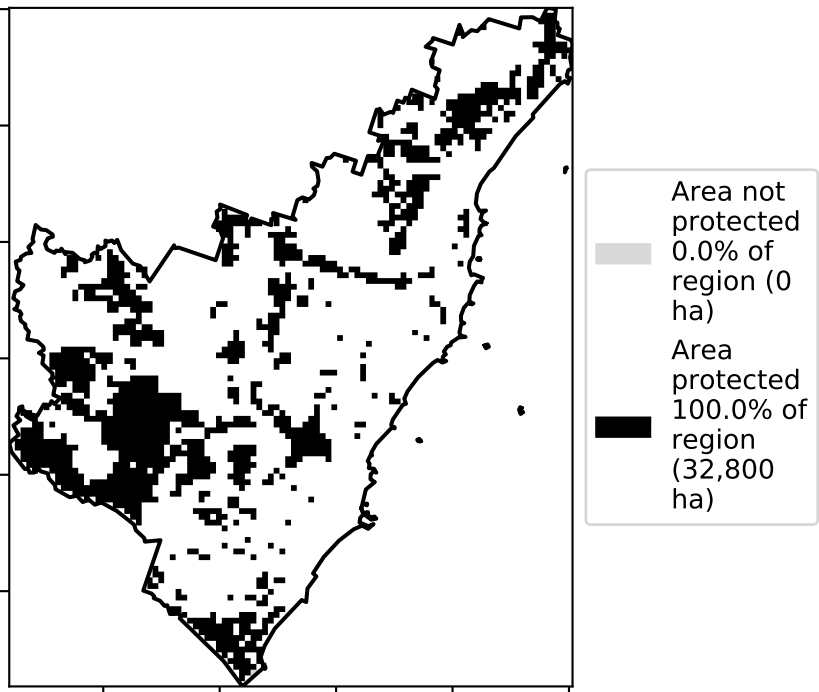 Area not
protected
0.0% of
region (0
ha)
Area
protected
100.0% of
region
(32,800
ha)